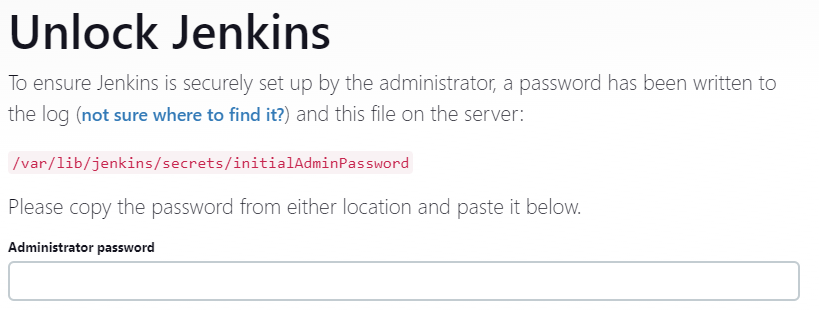 Unlock Jenkins
To ensure Jenkins is securely set up by the administrator, a password has been written to
the log (not sure where to find it?) and this file on the server:
/var/lib/jenkins/secrets/initialAdminPassword
Please copy the password from either location and paste it below.
Administrator password